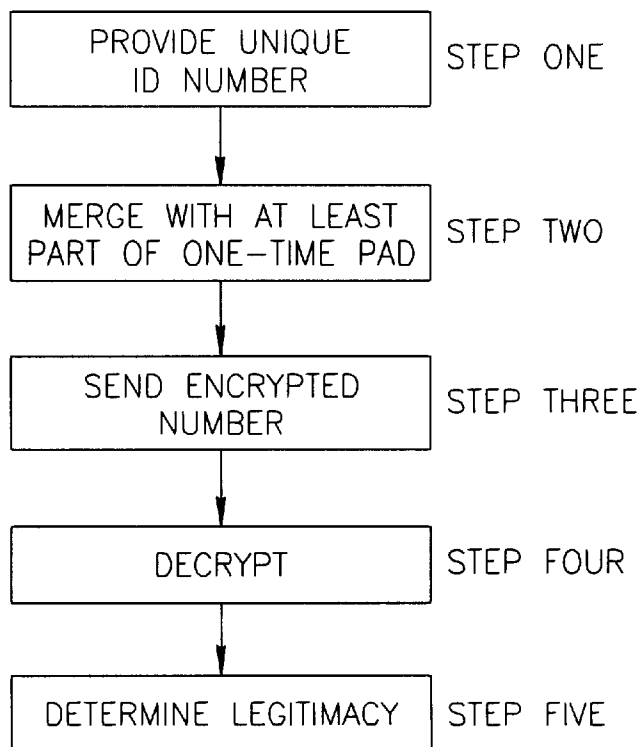 PROVIDE UNIQUE
ID NUMBER
STEP ONE
MERGE WITH AT LEAST
PART OF ONE-TIME PAD
STEP TWO
SEND ENCRYPTED
NUMBER
STEP THREE
DECRYPT
STEP FOUR
DETERMINE LEGITIMACY
STEP FIVE